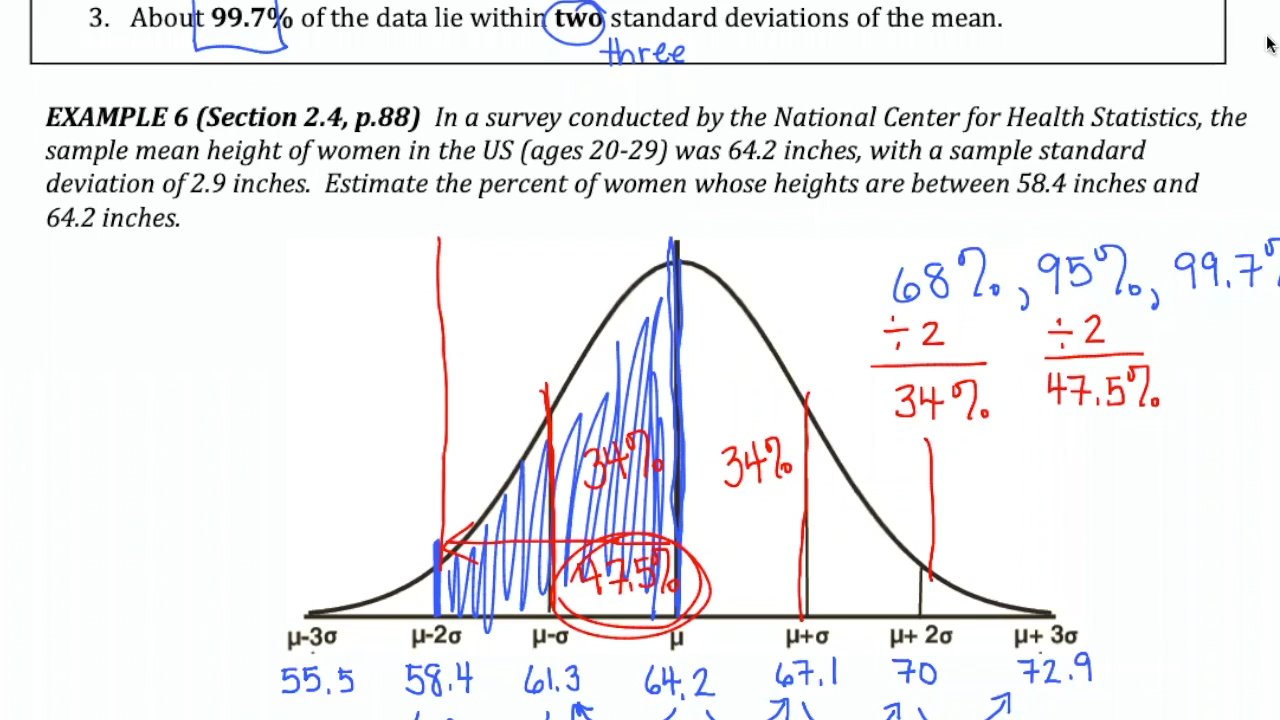 3. About 99.7% of the data lie within two standard deviations of the mean.
three
EXAMPLE 6 (Section 2.4, p.88) In a survey conducted by the National Center for Health Statistics, the
sample mean height of women in the US (ages 20-29) was 64.2 inches, with a sample standard
deviation of 2.9 inches. Estimate the percent of women whose heights are between 58.4 inches and
64.2 inches.
68%, 95%, 99.7%
÷2 ÷2
34% 47.5%
34% 34%
47.5%
μ-3σ μ-2σ μ-σ μ μ+σ μ+ 2σ μ+ 3σ
55.5 58.4 61.3 64.2 67.1 70 72.9